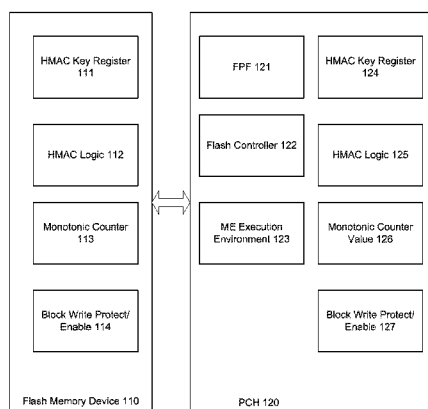 HMAC Key Register
111
HMAC Logic 112
Monotonic Counter
113
Block Write Protect/
Enable 114
Flash Memory Device 110
FPF 121
HMAC Key Register
124
Flash Controller 122
HMAC Logic 125
ME Execution
Environment 123
Monotonic Counter
Value 126
Block Write Protect/
Enable 127
PCH 120